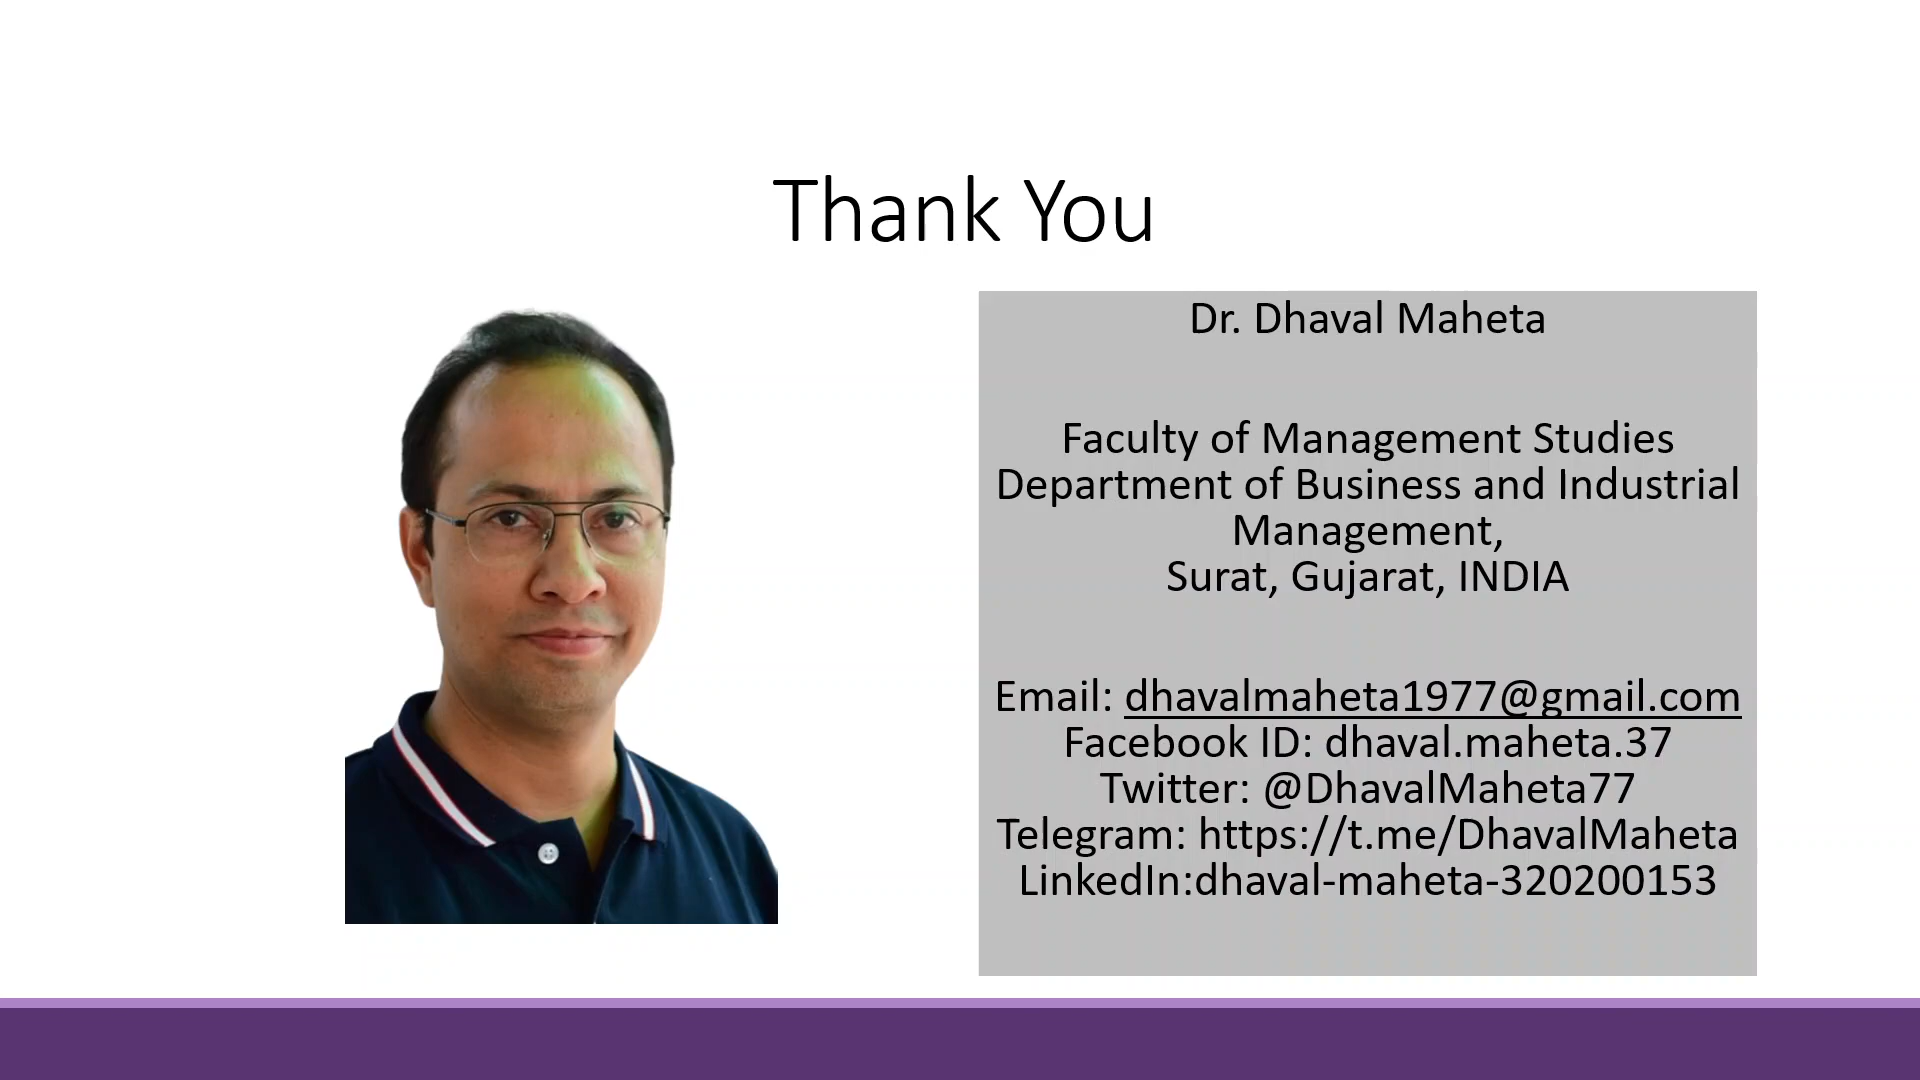 Thank You
Dr. Dhaval Maheta
Faculty of Management Studies
Department of Business and Industrial
Management,
Surat, Gujarat, INDIA
Email: dhavalmaheta1977@gmail.com
Facebook ID: dhaval.maheta.37
Twitter: @DhavalMaheta77
Telegram: https://t.me/DhavalMaheta
LinkedIn:dhaval-maheta-320200153